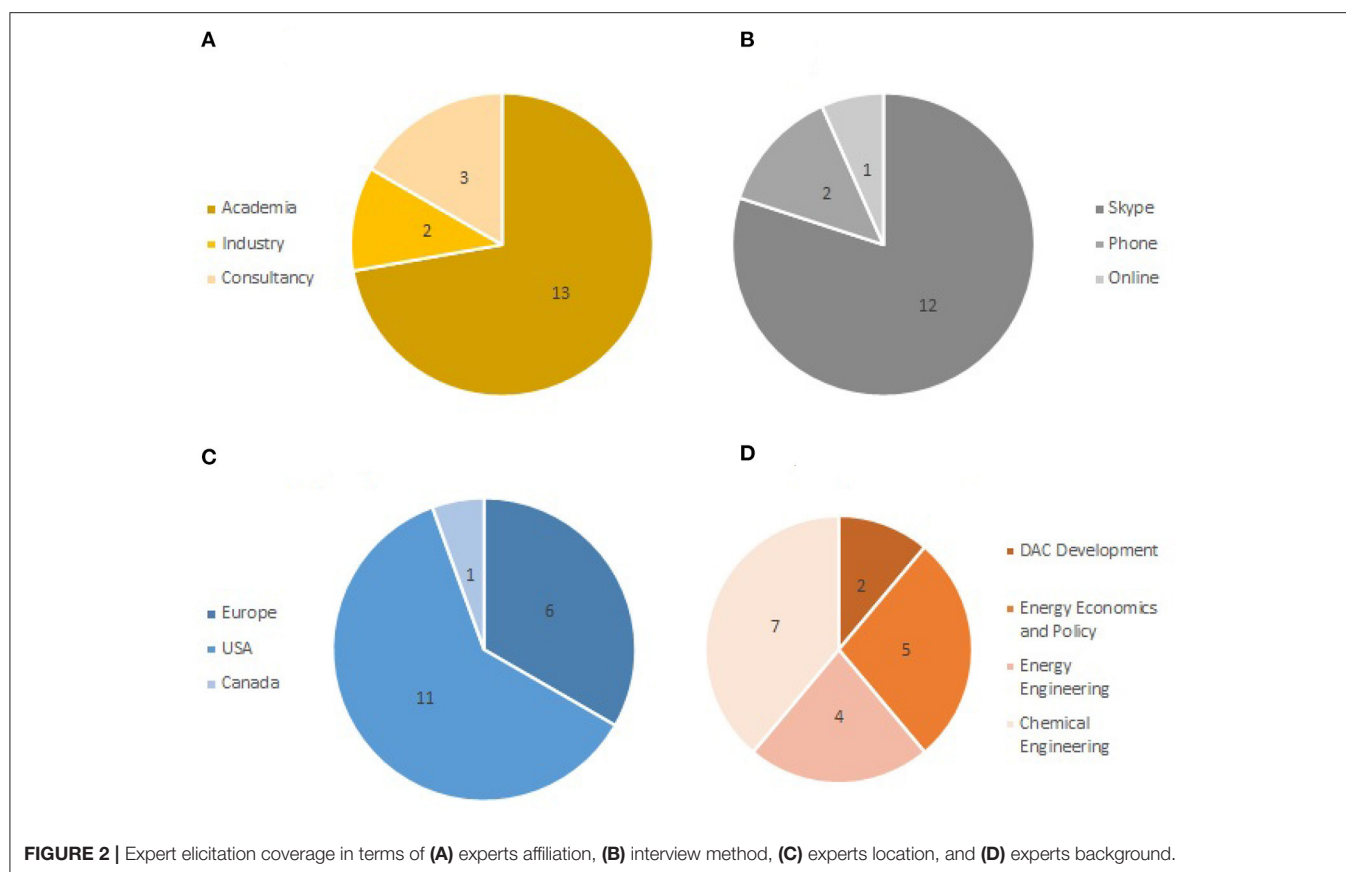 A
Academia
Industry
Consultancy
3
2
13
B
1
2
12
Skype
Phone
Online
C
Europe
USA
Canada
1
6
11
D
2
7
5
4
DAC Development
Energy Economics
and Policy
Energy
Engineering
Chemical
Engineering
FIGURE 2 | Expert elicitation coverage in terms of (A) experts affiliation, (B) interview method, (C) experts location, and (D) experts background.